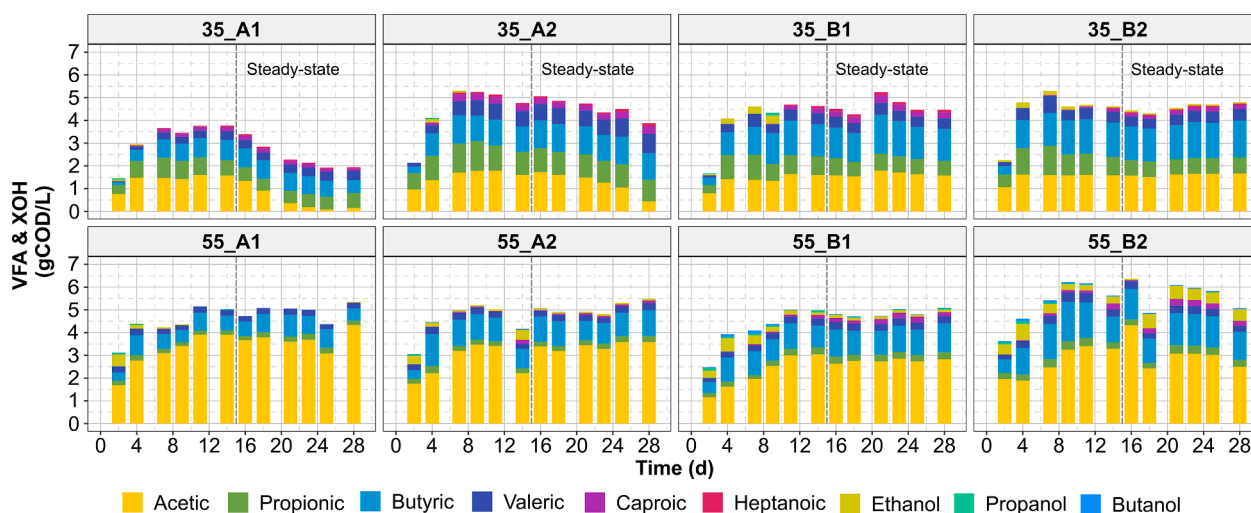 35_A1 35_A2 35_B1 35_B2
Steady-state Steady-state Steady-state Steady-state
7
6
5
4
3
2
1
0
55_A1 55_A2 55_B1 55_B2
7
6
5
4
3
2
1
0
VFA & XOH
(gCOD/L)
0 4 8 12 16 20 24 28 0 4 8 12 16 20 24 28 0 4 8 12 16 20 24 28 0 4 8 12 16 20 24 28
Time (d)
Acetic Propionic Butyric Valeric Caproic Heptanoic Ethanol Propanol Butanol